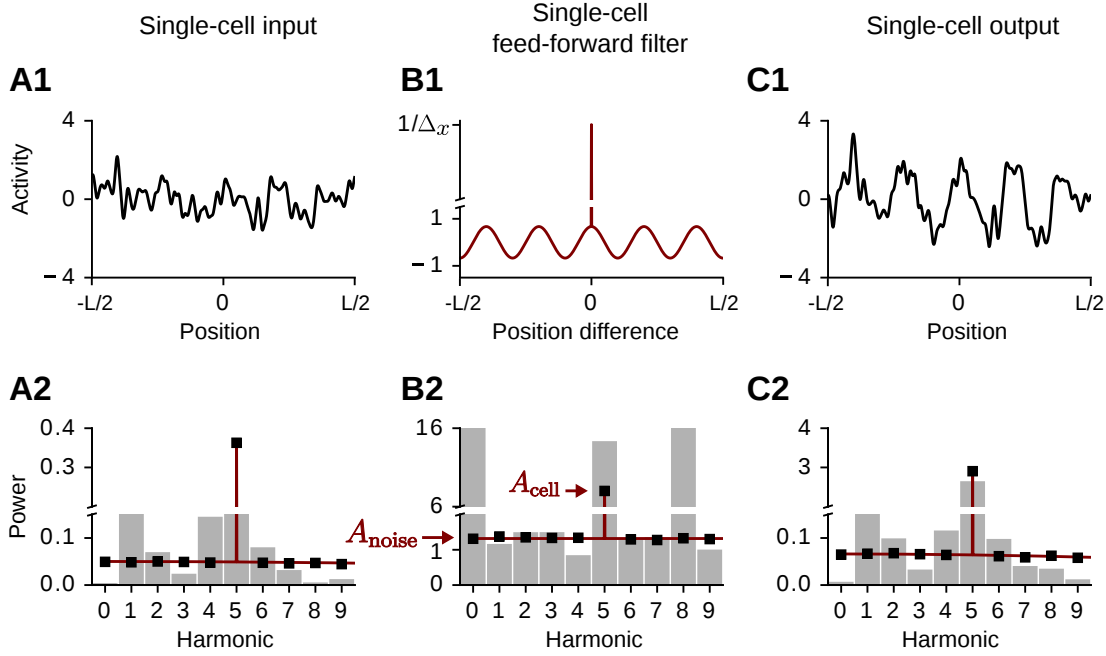 Single-cell input
Single-cell
feed-forward filter
Single-cell output
A1
B1
C1
Activity
4
0
−4
-L/2
0
L/2
Position
1/Δx
1
−1
-L/2
0
L/2
Position difference
4
0
−4
-L/2
0
L/2
Position
A2
B2
C2
Power
0.4
0.3
0.1
0.0
0 1 2 3 4 5 6 7 8 9
Harmonic
A_noise
A_cell
16
6
1
0
0 1 2 3 4 5 6 7 8 9
Harmonic
4
3
0.1
0.0
0 1 2 3 4 5 6 7 8 9
Harmonic